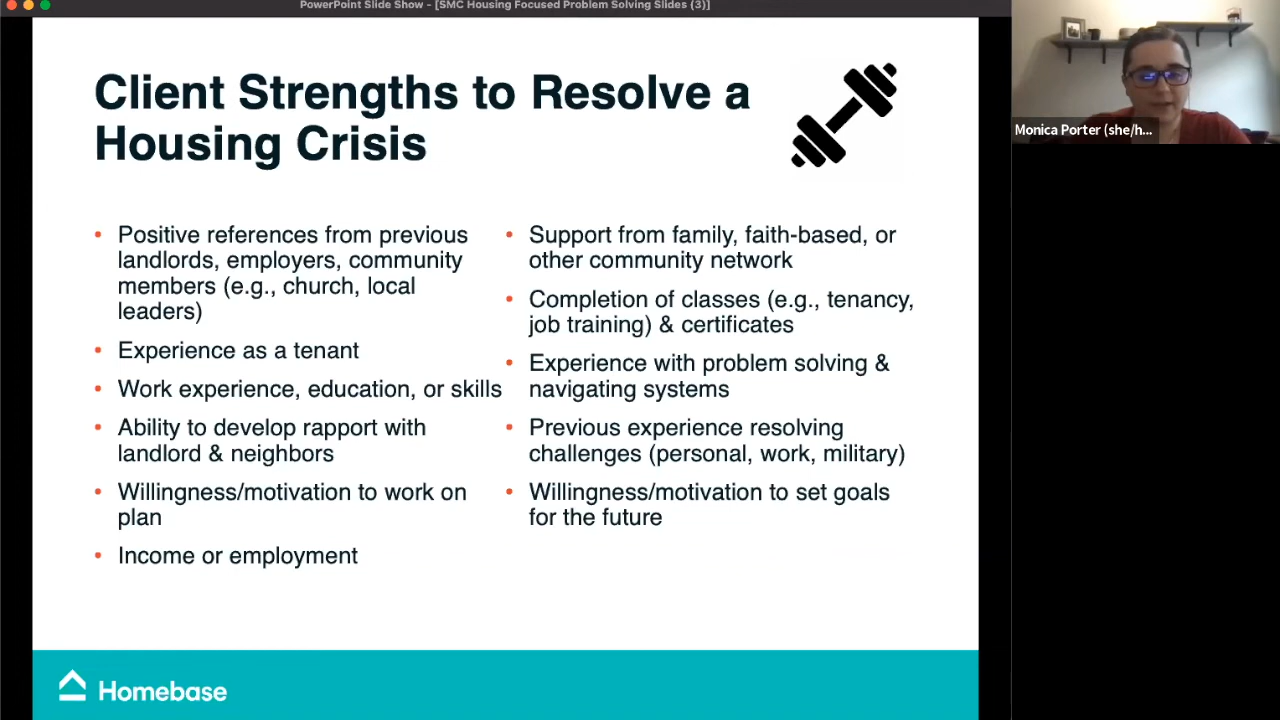 PowerPoint Slide Show - [SMC Housing Focused Problem Solving Slides (3)]
Client Strengths to Resolve a
Housing Crisis
• Positive references from previous
landlords, employers, community
members (e.g., church, local
leaders)
• Experience as a tenant
• Work experience, education, or skills
• Ability to develop rapport with
landlord & neighbors
• Willingness/motivation to work on
plan
• Income or employment
• Support from family, faith-based, or
other community network
• Completion of classes (e.g., tenancy,
job training) & certificates
• Experience with problem solving &
navigating systems
• Previous experience resolving
challenges (personal, work, military)
• Willingness/motivation to set goals
for the future
Homebase
Monica Porter (she/h...